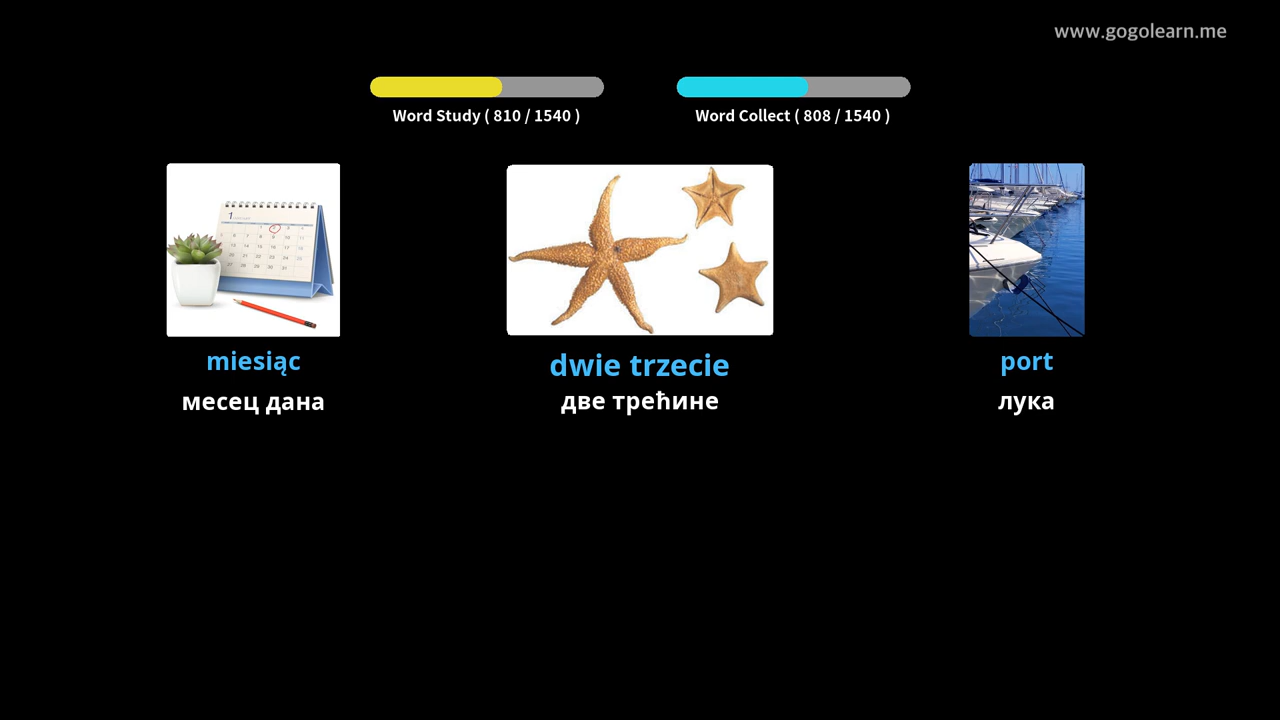 www.gogolearn.me
Word Study ( 810 / 1540 )
Word Collect ( 808 / 1540 )
miesiąc
месец дана
dwie trzecie
две трећине
port
лука